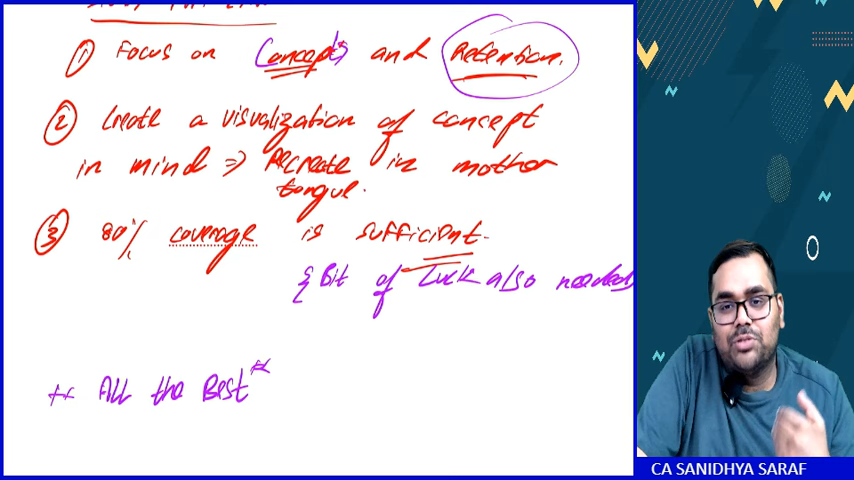 ① Focus on (Concepts) and Retention.
② Create a visualization of concept
in mind => Recreate in mother
tongue.
③ 80% coverage is sufficient.
{Bit of Luck also needed}
** All the Best **
CA SANIDHYA SARAF